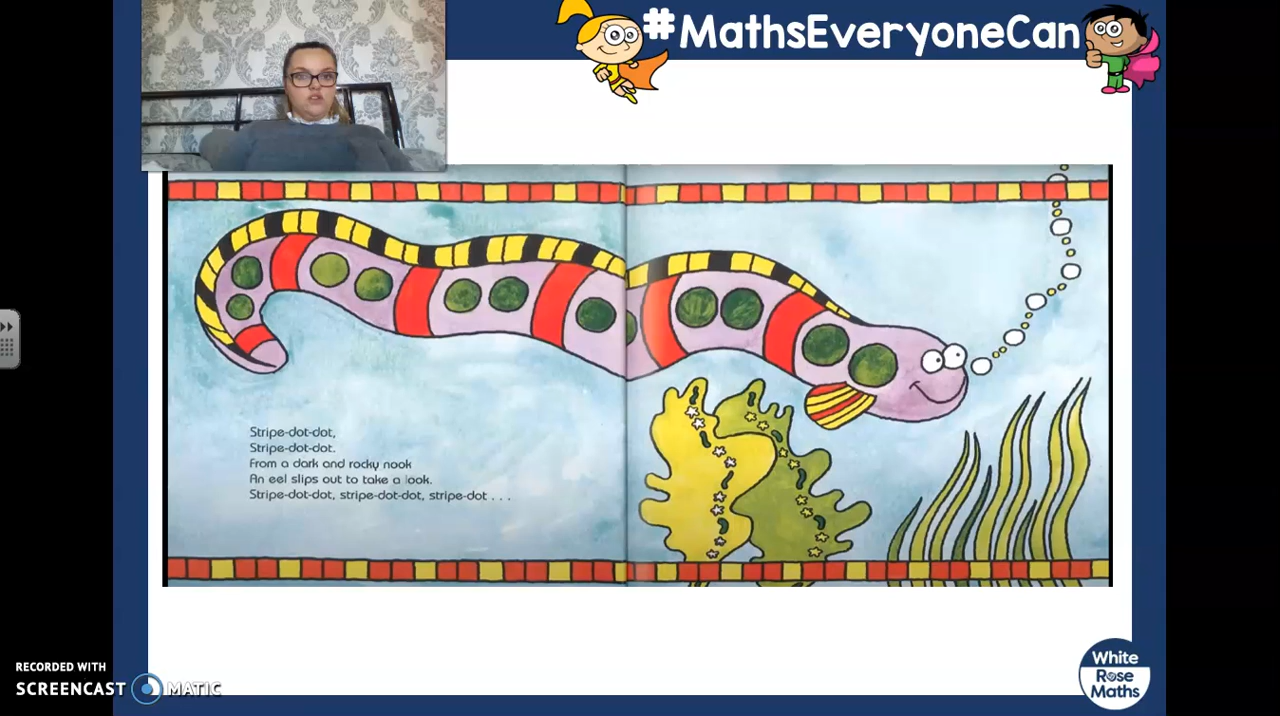 #MathsEveryoneCan
Stripe-dot-dot,
Stripe-dot-dot.
From a dark and rocky nook
An eel slips out to take a look.
Stripe-dot-dot, stripe-dot-dot, stripe-dot . . .
White
Rose
Maths
RECORDED WITH
SCREENCAST MATIC